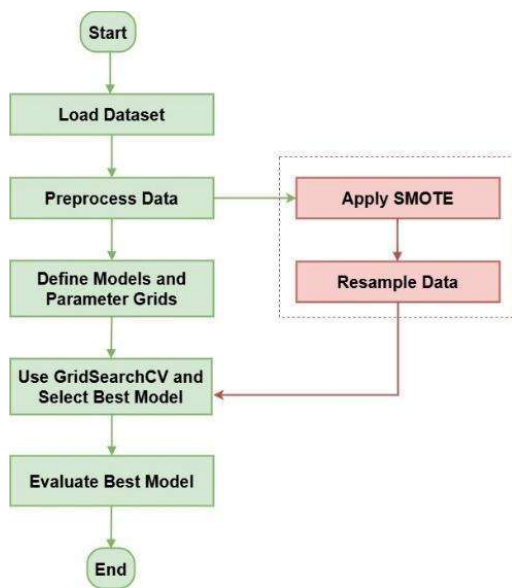 Start
Load Dataset
Preprocess Data
Apply SMOTE
Define Models and
Parameter Grids
Resample Data
Use GridSearchCV and
Select Best Model
Evaluate Best Model
End